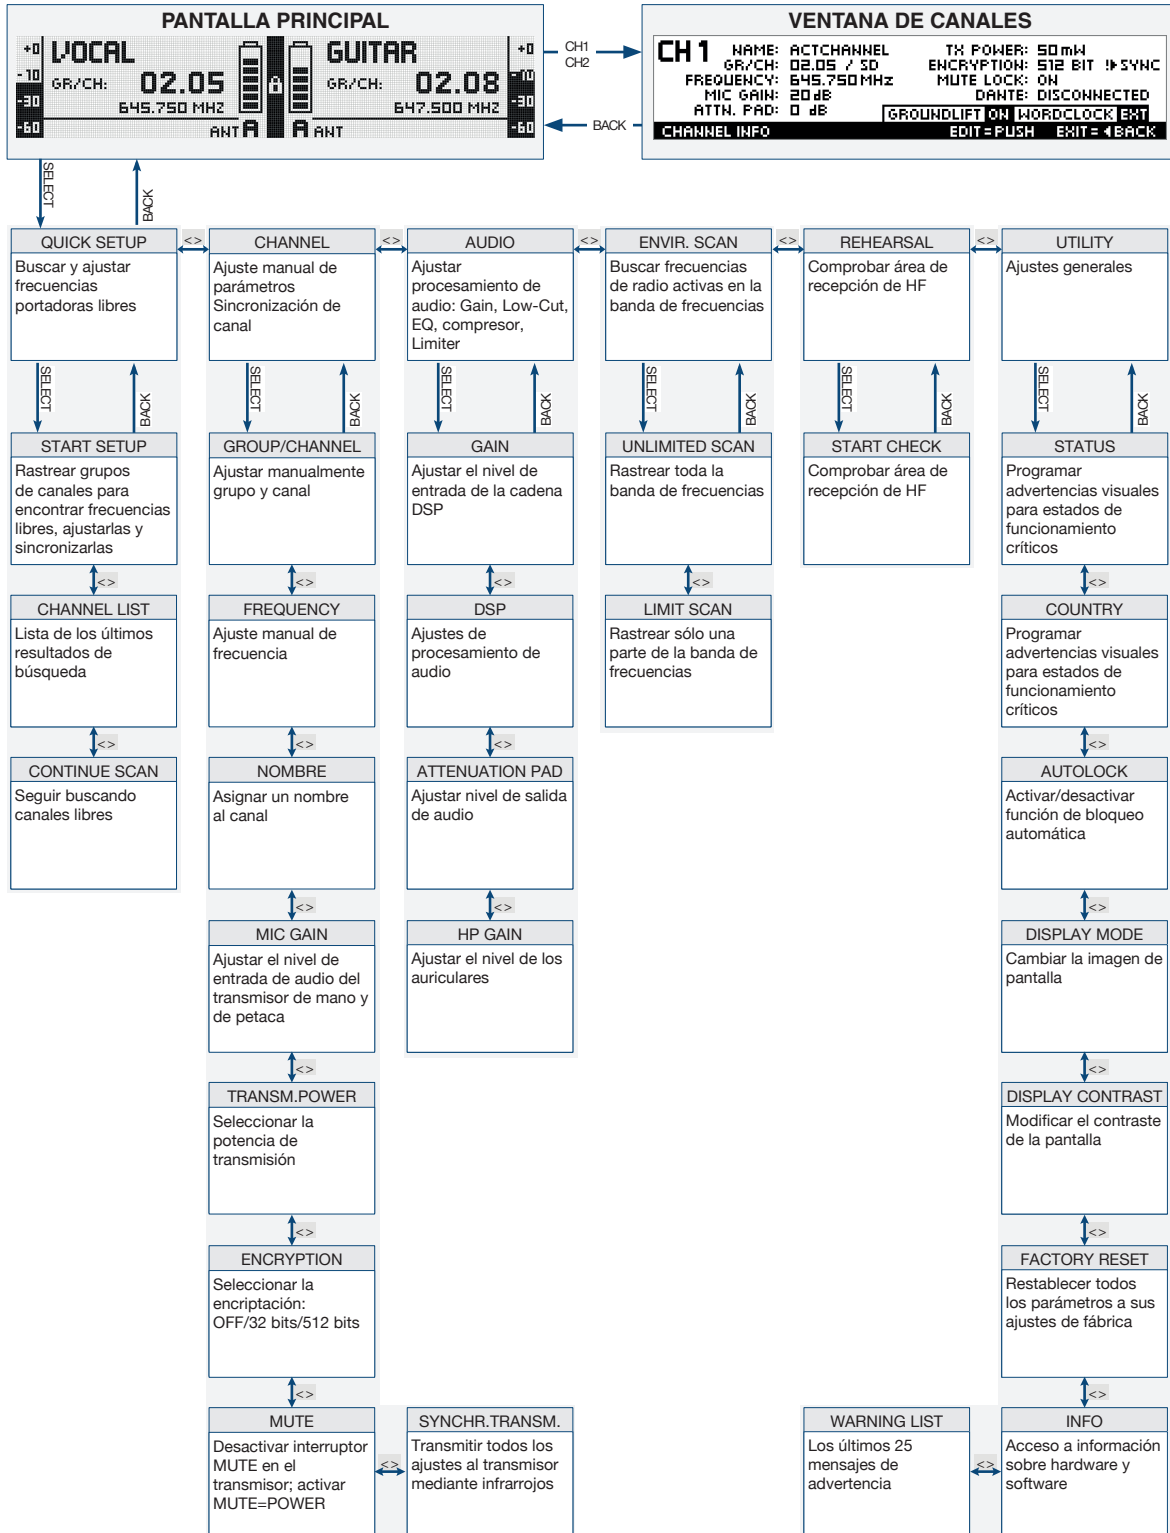 PANTALLA PRINCIPAL
+0 VOCAL GUITAR +0
-10 GR/CH: 02.05 GR/CH: 02.08 -10
-30 645.750 MHZ 647.500 MHZ -30
-60 ANT A A ANT -60
CH1
CH2
BACK
VENTANA DE CANALES
CH 1 NAME: ACTCHANNEL TX POWER: 50 mW
GR/CH: 02.05 / SD ENCRYPTION: 512 BIT !▶SYNC
FREQUENCY: 645.750 MHz MUTE LOCK: ON
MIC GAIN: 20 dB DANTE: DISCONNECTED
ATTN. PAD: 0 dB GROUNDLIFT ON WORDCLOCK EXT
CHANNEL INFO EDIT=PUSH EXIT=◀BACK
SELECT
BACK
QUICK SETUP <> CHANNEL <> AUDIO <> ENVIR. SCAN <> REHEARSAL <> UTILITY
Buscar y ajustar
frecuencias
portadoras libres
Ajuste manual de
parámetros
Sincronización de
canal
Ajustar
procesamiento de
audio: Gain, Low-Cut,
EQ, compresor,
Limiter
Buscar frecuencias
de radio activas en la
banda de frecuencias
Comprobar área de
recepción de HF
Ajustes generales
SELECT BACK SELECT BACK SELECT BACK SELECT BACK SELECT BACK SELECT BACK
START SETUP
Rastrear grupos
de canales para
encontrar frecuencias
libres, ajustarlas y
sincronizarlas
GROUP/CHANNEL
Ajustar manualmente
grupo y canal
GAIN
Ajustar el nivel de
entrada de la cadena
DSP
UNLIMITED SCAN
Rastrear toda la
banda de frecuencias
START CHECK
Comprobar área de
recepción de HF
STATUS
Programar
advertencias visuales
para estados de
funcionamiento
críticos
<> <> <> <> <>
CHANNEL LIST
Lista de los últimos
resultados de
búsqueda
FREQUENCY
Ajuste manual de
frecuencia
DSP
Ajustes de
procesamiento de
audio
LIMIT SCAN
Rastrear sólo una
parte de la banda de
frecuencias
COUNTRY
Programar
advertencias visuales
para estados de
funcionamiento
críticos
<> <> <> <>
CONTINUE SCAN
Seguir buscando
canales libres
NOMBRE
Asignar un nombre
al canal
ATTENUATION PAD
Ajustar nivel de salida
de audio
AUTOLOCK
Activar/desactivar
función de bloqueo
automática
<> <> <>
MIC GAIN
Ajustar el nivel de
entrada de audio del
transmisor de mano y
de petaca
HP GAIN
Ajustar el nivel de los
auriculares
DISPLAY MODE
Cambiar la imagen de
pantalla
<> <>
TRANSM.POWER
Seleccionar la
potencia de
transmisión
DISPLAY CONTRAST
Modificar el contraste
de la pantalla
<> <>
ENCRYPTION
Seleccionar la
encriptación:
OFF/32 bits/512 bits
FACTORY RESET
Restablecer todos
los parámetros a sus
ajustes de fábrica
<> <>
MUTE
Desactivar interruptor
MUTE en el
transmisor; activar
MUTE=POWER
<>
SYNCHR.TRANSM.
Transmitir todos los
ajustes al transmisor
mediante infrarrojos
WARNING LIST
Los últimos 25
mensajes de
advertencia
<>
INFO
Acceso a información
sobre hardware y
software